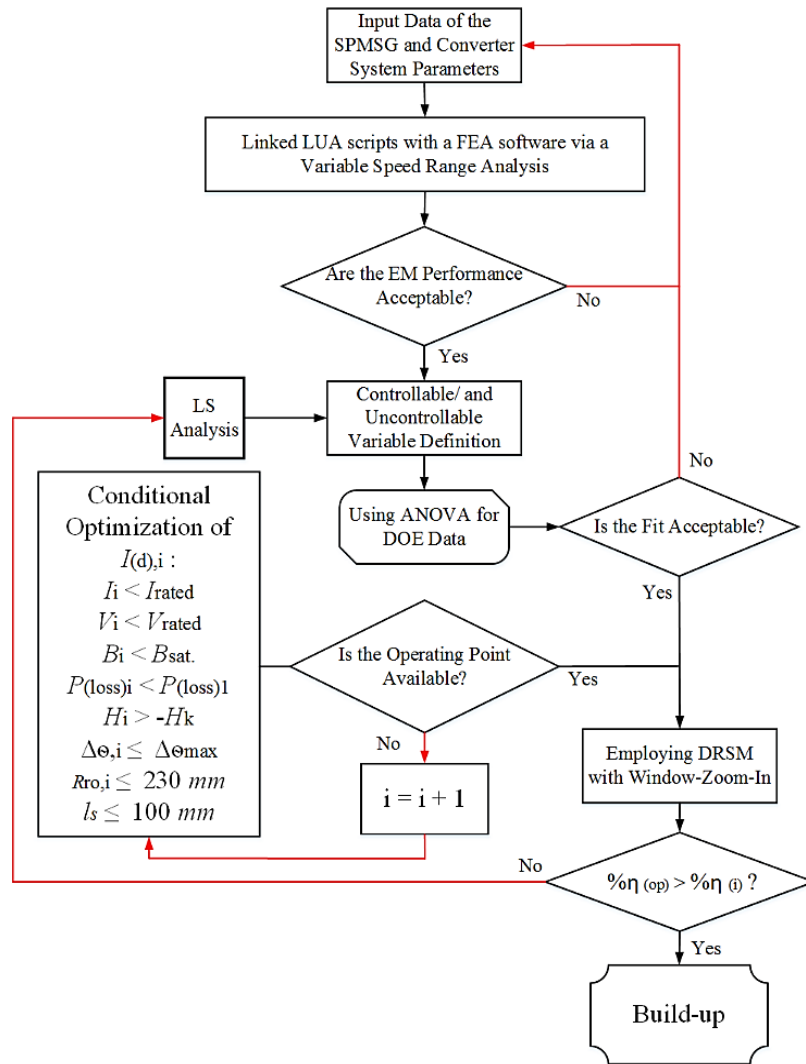 Input Data of the
SPMSG and Converter
System Parameters
Linked LUA scripts with a FEA software via a
Variable Speed Range Analysis
Are the EM Performance
Acceptable?
No
Yes
LS
Analysis
Controllable/ and
Uncontrollable
Variable Definition
No
Using ANOVA for
DOE Data
Is the Fit Acceptable?
Yes
Conditional
Optimization of
I(d),i :
Ii < Irated
Vi < Vrated
Bi < Bsat.
P(loss)i < P(loss)1
Hi > -Hk
ΔΘ,i ≤ ΔΘmax
Rro,i ≤ 230 mm
ls ≤ 100 mm
Is the Operating Point
Available?
Yes
No
i = i + 1
Employing DRSM
with Window-Zoom-In
No
%η (op) > %η (i) ?
Yes
Build-up